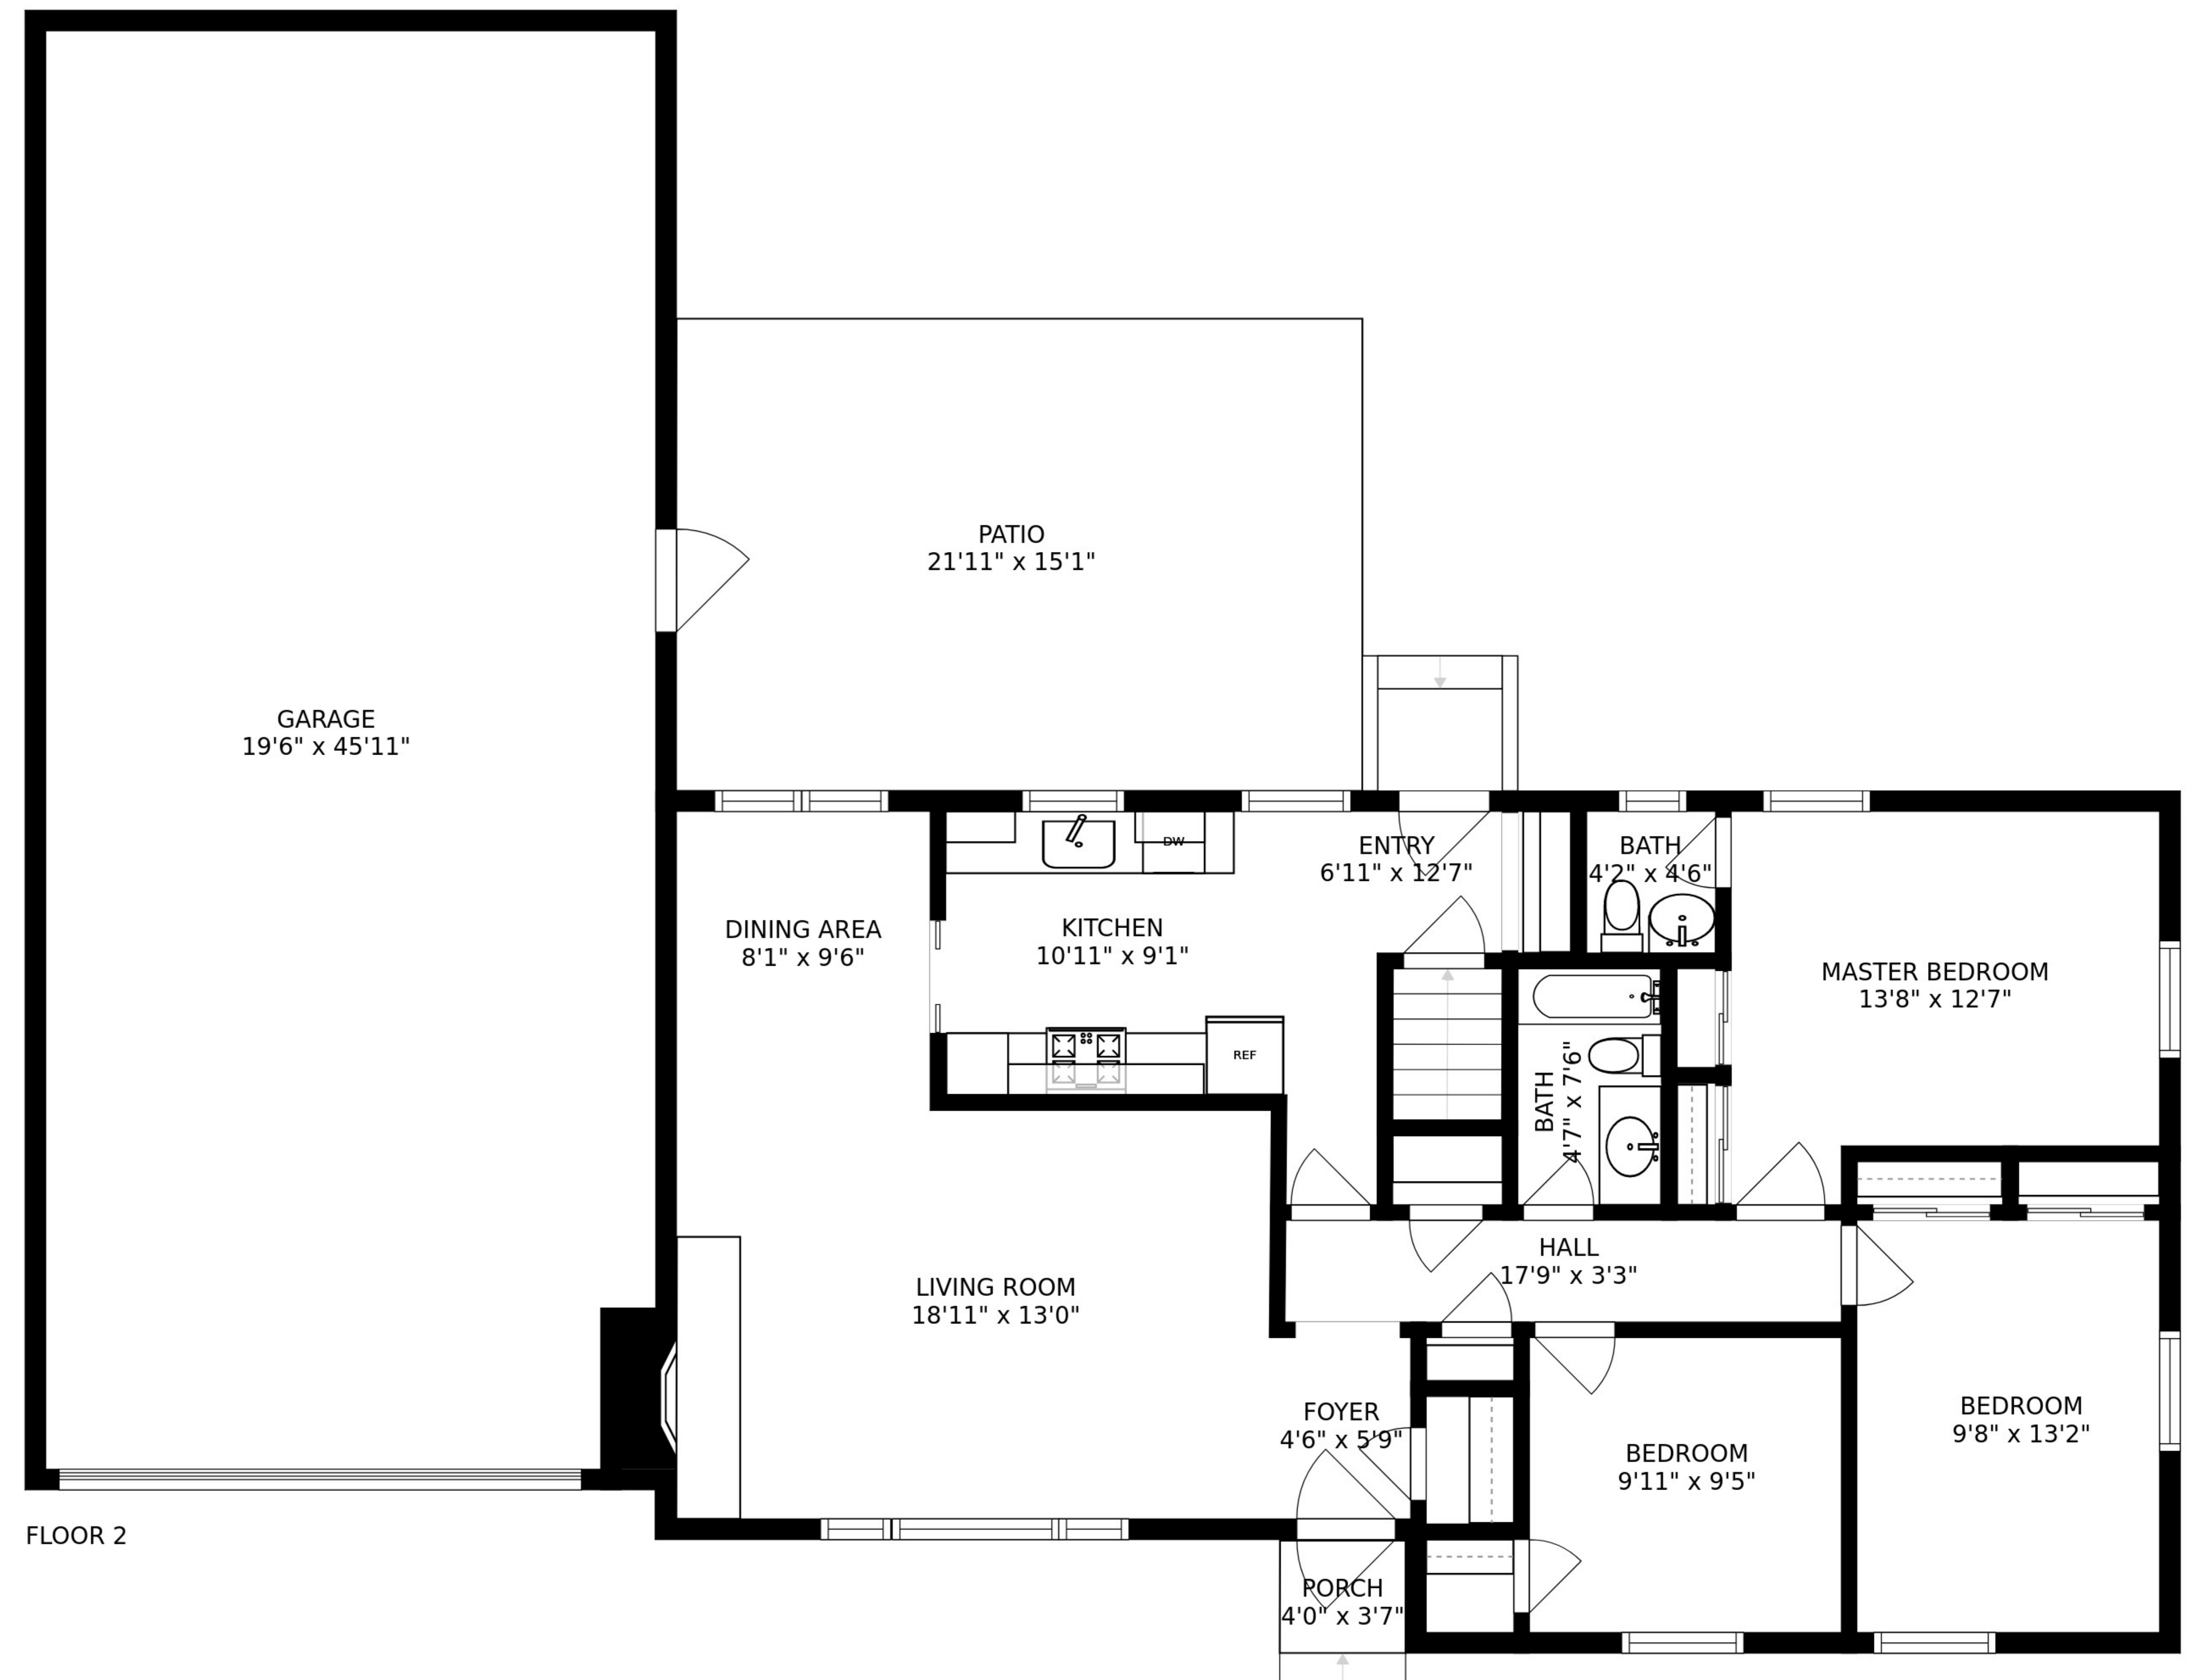 PATIO
21'11" x 15'1"
GARAGE
19'6" x 45'11"
DW
ENTRY
6'11" x 12'7"
BATH
4'2" x 4'6"
DINING AREA
8'1" x 9'6"
KITCHEN
10'11" x 9'1"
MASTER BEDROOM
13'8" x 12'7"
REF
BATH
4'7" x 7'6"
HALL
17'9" x 3'3"
LIVING ROOM
18'11" x 13'0"
FOYER
4'6" x 5'9"
BEDROOM
9'8" x 13'2"
BEDROOM
9'11" x 9'5"
FLOOR 2
PORCH
4'0" x 3'7"